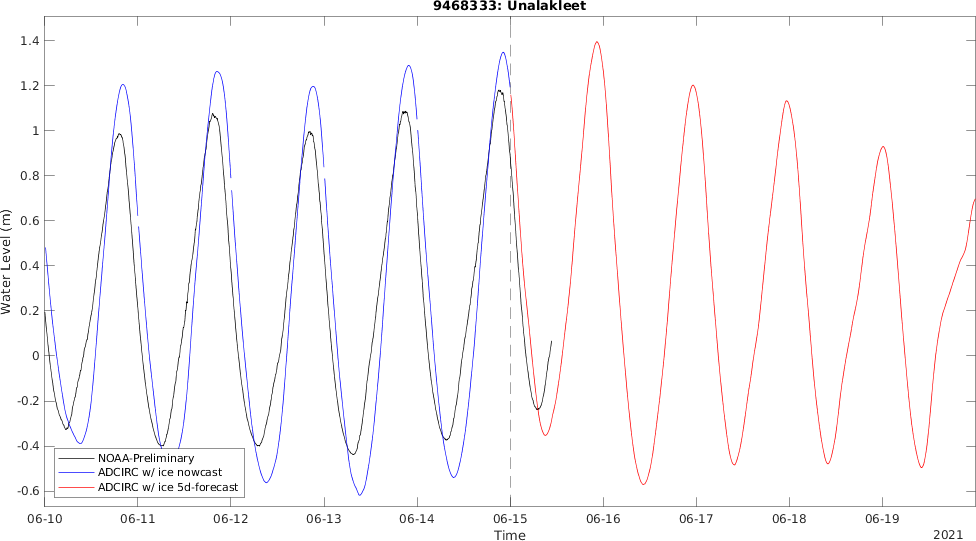 9468333: Unalakleet
1.4
1.2
1
0.8
0.6
0.4
0.2
0
-0.2
-0.4
-0.6
Water Level (m)
NOAA-Preliminary
ADCIRC w/ ice nowcast
ADCIRC w/ ice 5d-forecast
06-10 06-11 06-12 06-13 06-14 06-15 06-16 06-17 06-18 06-19
Time
2021